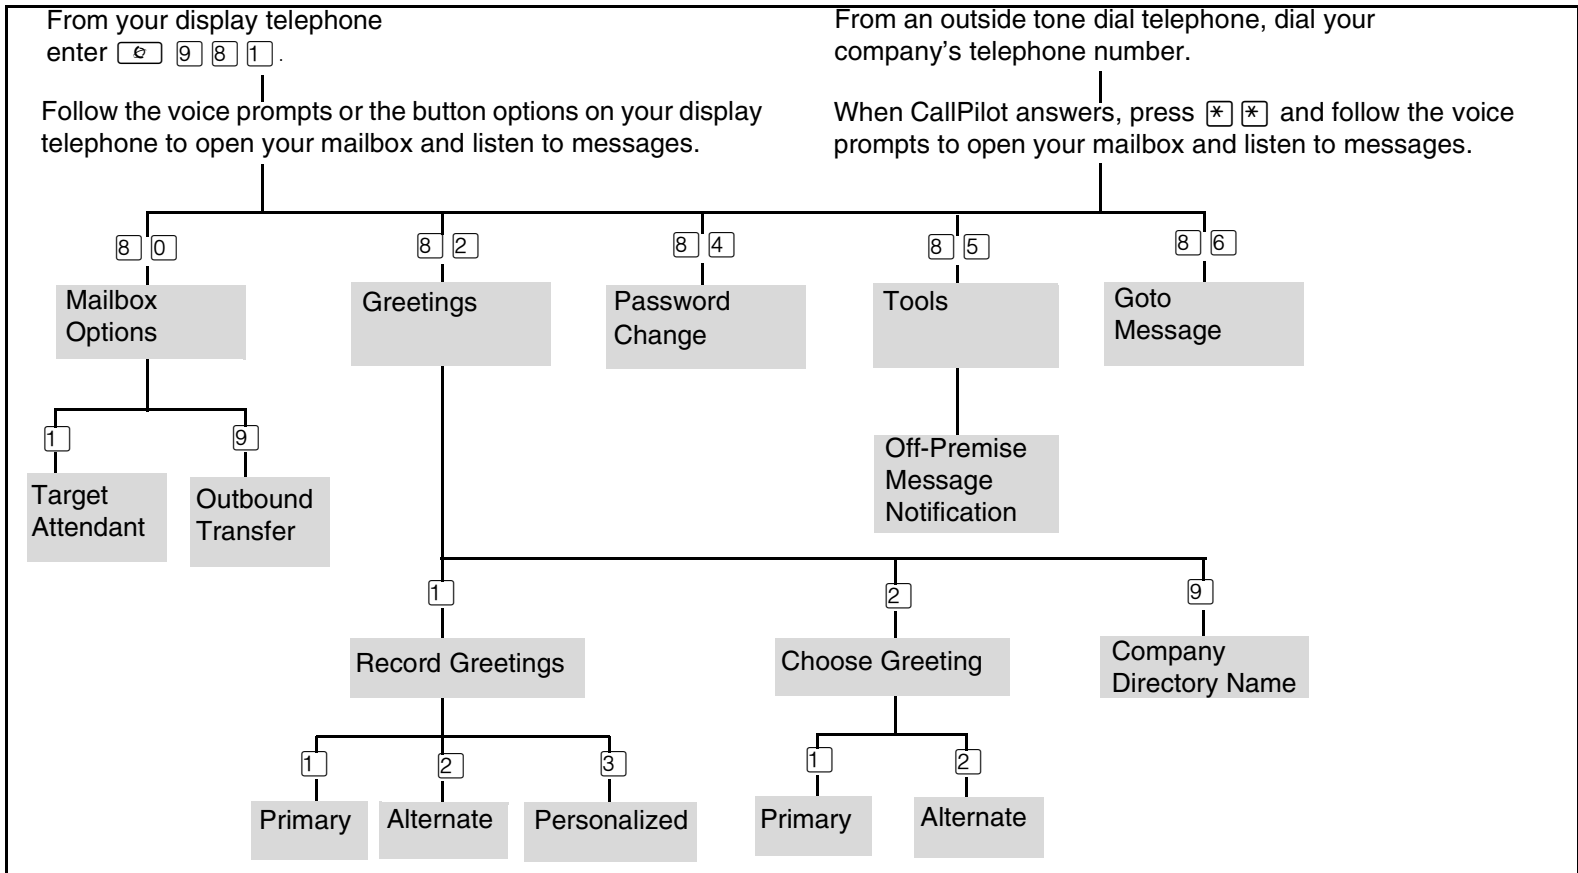 From your display telephone
enter 9 8 1 .
From an outside tone dial telephone, dial your
company's telephone number.
Follow the voice prompts or the button options on your display
telephone to open your mailbox and listen to messages.
When CallPilot answers, press * * and follow the voice
prompts to open your mailbox and listen to messages.
8 0
8 2
8 4
8 5
8 6
Mailbox
Options
Greetings
Password
Change
Tools
Goto
Message
1
9
Target
Attendant
Outbound
Transfer
Off-Premise
Message
Notification
1
2
9
Record Greetings
Choose Greeting
Company
Directory Name
1
2
3
1
2
Primary
Alternate
Personalized
Primary
Alternate